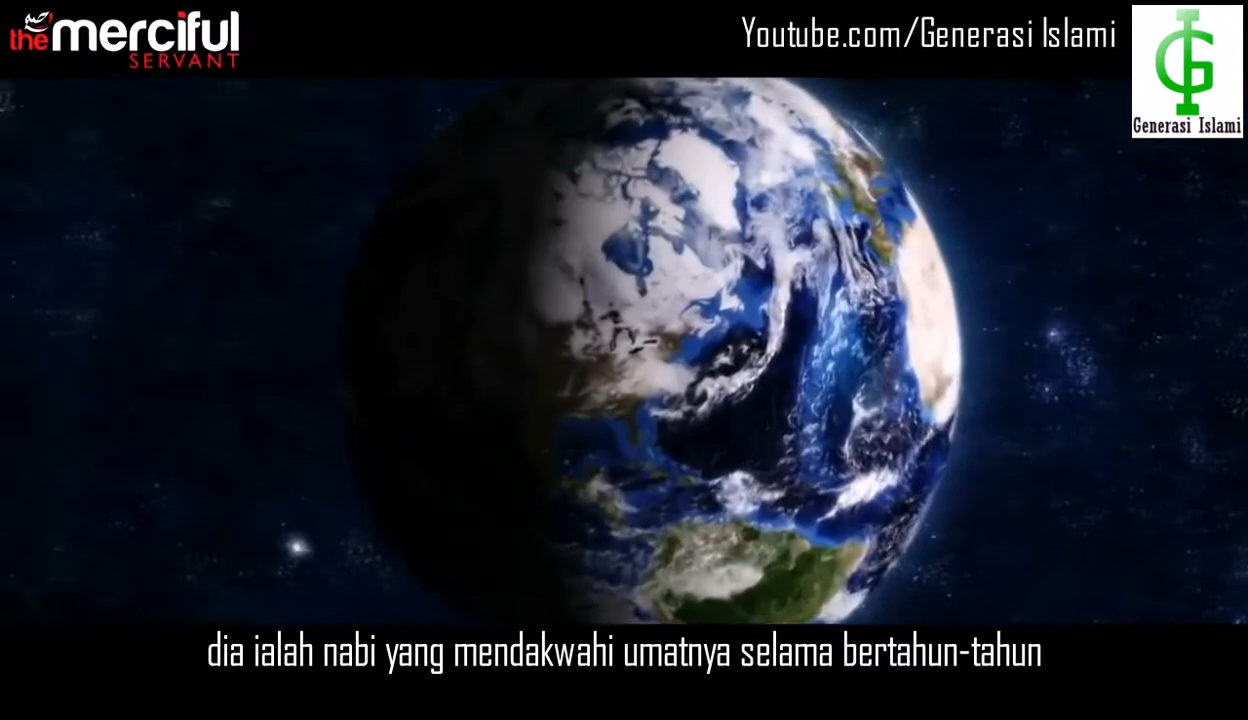 the merciful
SERVANT
Youtube.com/Generasi Islami
Generasi Islami
dia ialah nabi yang mendakwahi umatnya selama bertahun-tahun